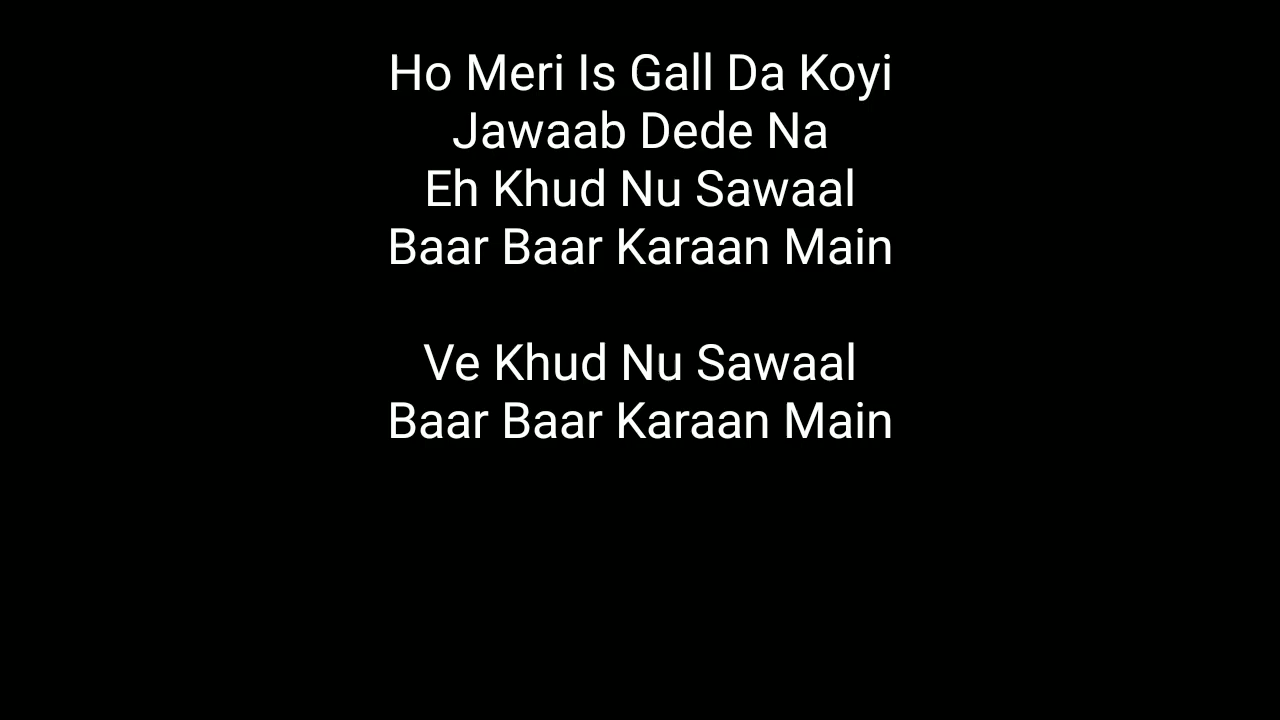 Ho Meri Is Gall Da Koyi
Jawaab Dede Na
Eh Khud Nu Sawaal
Baar Baar Karaan Main
Ve Khud Nu Sawaal
Baar Baar Karaan Main